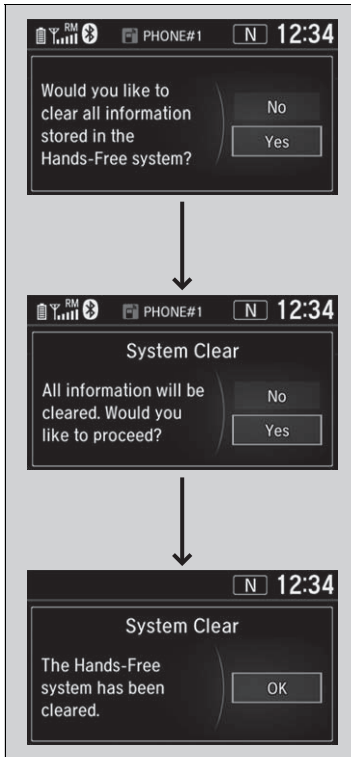 RM PHONE#1 N 12:34
Would you like to
clear all information
stored in the
Hands-Free system?
No
Yes
RM PHONE#1 N 12:34
System Clear
All information will be
cleared. Would you
like to proceed?
No
Yes
N 12:34
System Clear
The Hands-Free
system has been
cleared.
OK